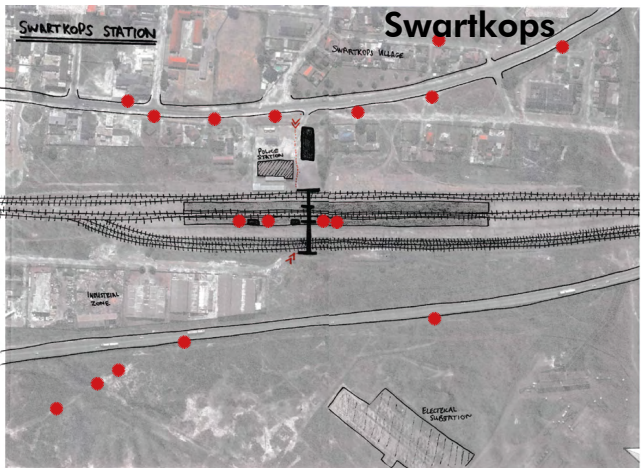 Swartkops
SWARTKOPS STATION
SWARTKOPS VILLAGE
POLICE
STATION
INDUSTRIAL
ZONE
ELECTRICAL
SUBSTATION